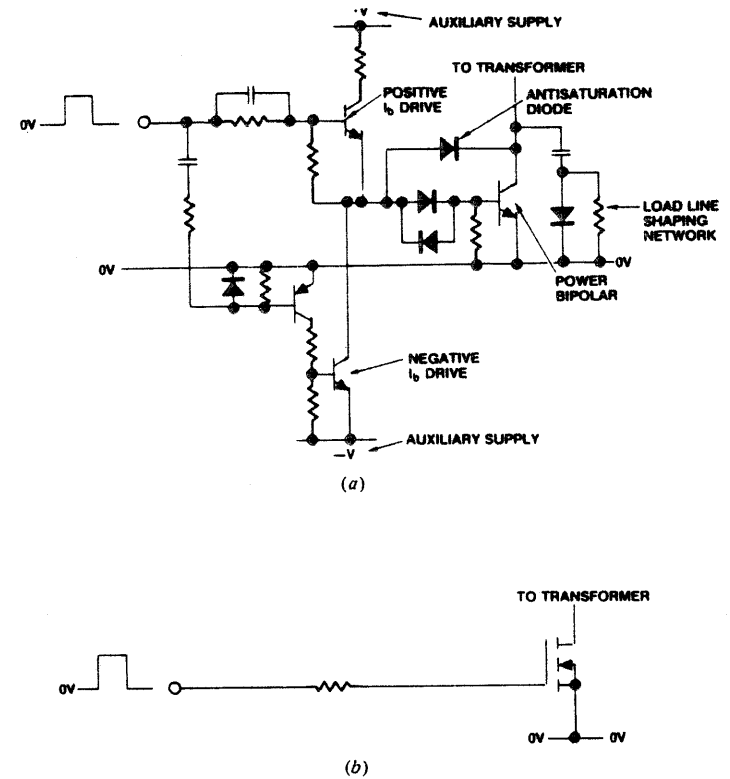 +V
AUXILIARY SUPPLY
TO TRANSFORMER
POSITIVE
Ib DRIVE
ANTISATURATION
DIODE
0V
LOAD LINE
SHAPING
NETWORK
0V
0V
POWER
BIPOLAR
NEGATIVE
Ib DRIVE
AUXILIARY SUPPLY
−V
(a)
TO TRANSFORMER
0V
0V
0V
(b)